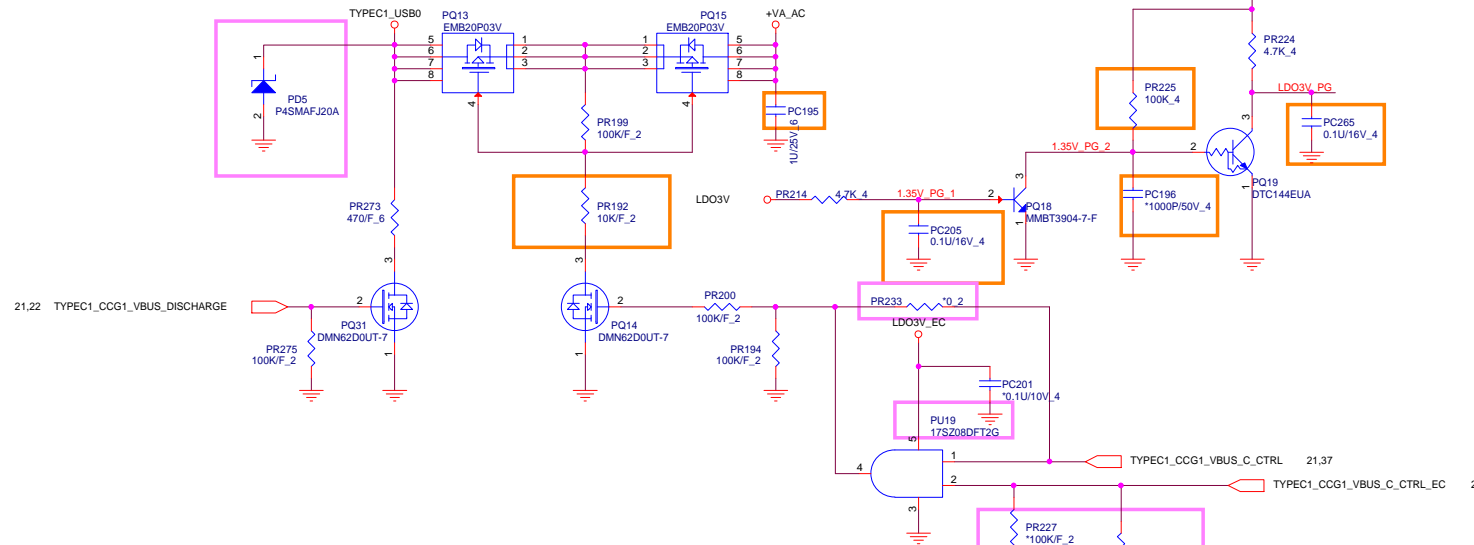 TYPEC1_USB0
PQ13
EMB20P03V
PQ15
EMB20P03V
+VA_AC
5
6
7
8
1
2
3
4
1
2
3
5
6
7
8
4
1
2
PD5
P4SMAFJ20A
PR199
100K/F_2
PC195
1U/25V_6
PR192
10K/F_2
PR273
470/F_6
PR224
4.7K_4
PR225
100K_4
LDO3V_PG
PC265
0.1U/16V_4
1.35V_PG_2
2
3
1
PQ19
DTC144EUA
PC196
*1000P/50V_4
LDO3V
PR214
4.7K_4
1.35V_PG_1
2
3
1
PQ18
MMBT3904-7-F
PC205
0.1U/16V_4
21,22
TYPEC1_CCG1_VBUS_DISCHARGE
2
3
1
PQ31
DMN62D0UT-7
PR275
100K/F_2
3
2
1
PQ14
DMN62D0UT-7
PR200
100K/F_2
PR194
100K/F_2
PR233
*0_2
LDO3V_EC
PC201
*0.1U/10V_4
PU19
17SZ08DFT2G
5
4
1
2
3
TYPEC1_CCG1_VBUS_C_CTRL
21,37
TYPEC1_CCG1_VBUS_C_CTRL_EC
PR227
*100K/F_2